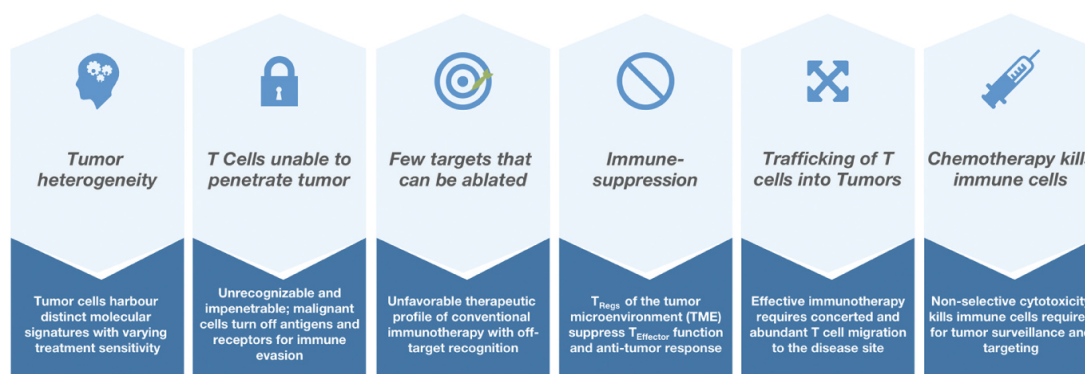 Tumor
heterogeneity
Tumor cells harbour
distinct molecular
signatures with varying
treatment sensitivity
T Cells unable to
penetrate tumor
Unrecognizable and
impenetrable; malignant
cells turn off antigens and
receptors for immune
evasion
Few targets that
can be ablated
Unfavorable therapeutic
profile of conventional
immunotherapy with off-
target recognition
Immune-
suppression
TRegs of the tumor
microenvironment (TME)
suppress TEffector function
and anti-tumor response
Trafficking of T
cells into Tumors
Effective immunotherapy
requires concerted and
abundant T cell migration
to the disease site
Chemotherapy kills
immune cells
Non-selective cytotoxicity
kills immune cells require
for tumor surveillance and
targeting